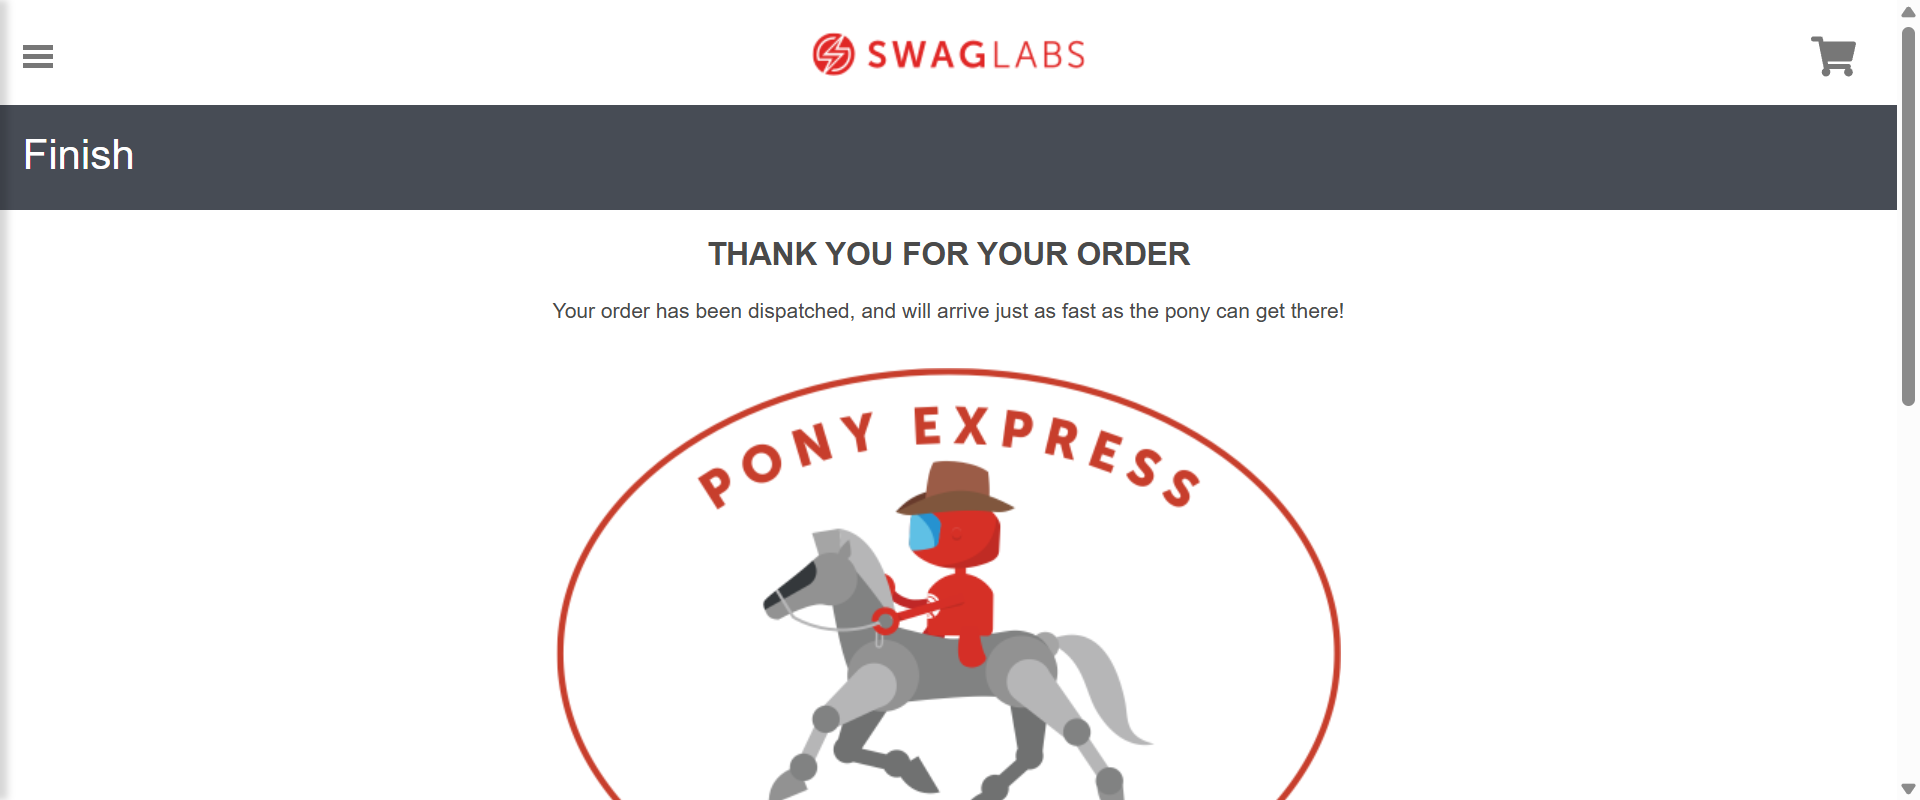 SWAGLABS
Finish
THANK YOU FOR YOUR ORDER
Your order has been dispatched, and will arrive just as fast as the pony can get there!
PONY EXPRESS